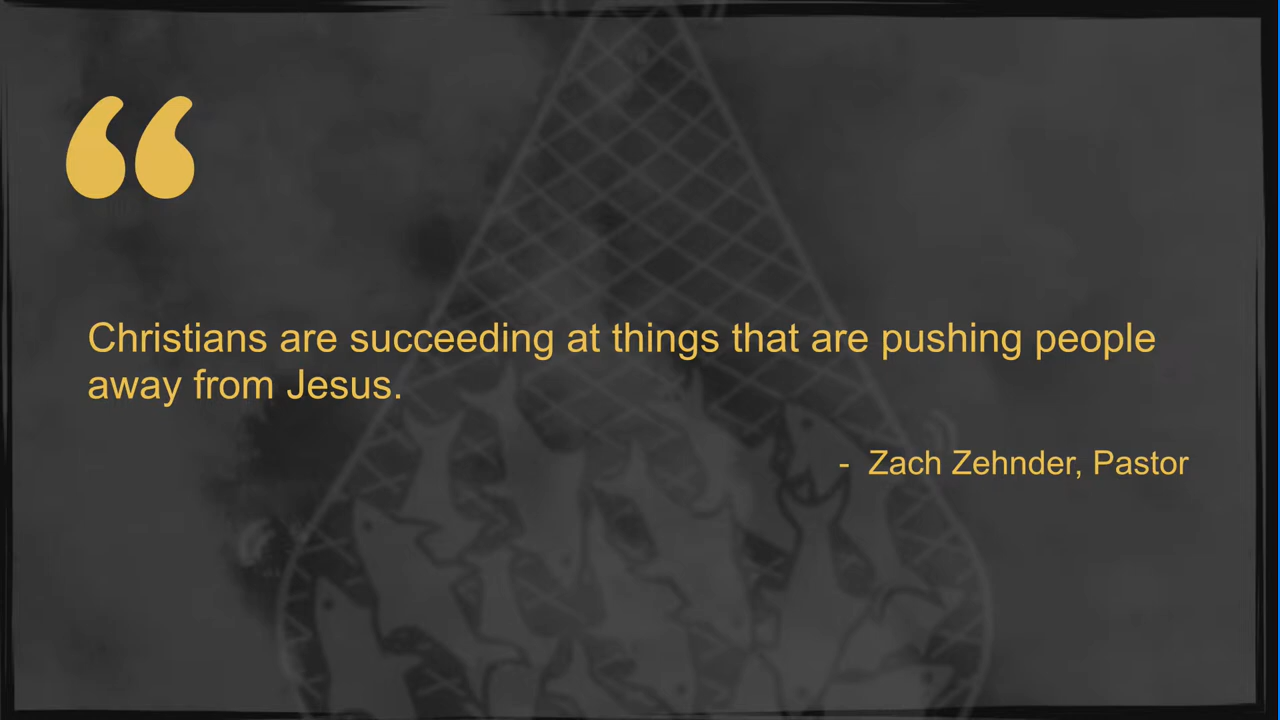 “
Christians are succeeding at things that are pushing people
away from Jesus.
- Zach Zehnder, Pastor